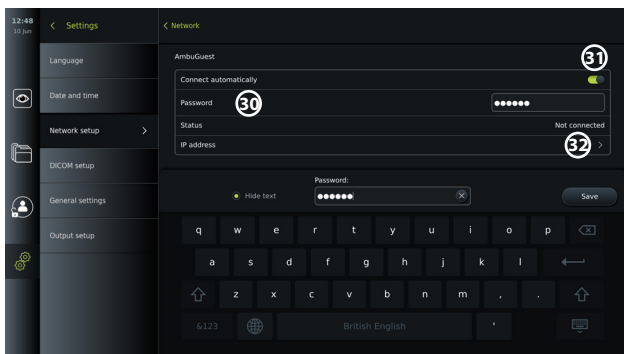 12:48
10 Jun
< Settings
< Network
Language
Date and time
Network setup >
DICOM setup
General settings
Output setup
AmbuGuest
31
Connect automatically
Password
30
●●●●●●
Status
Not connected
IP address
32
>
Password:
Hide text
●●●●●●
Save
q w e r t y u i o p
a s d f g h j k l
z x c v b n m , .
&123
British English
'